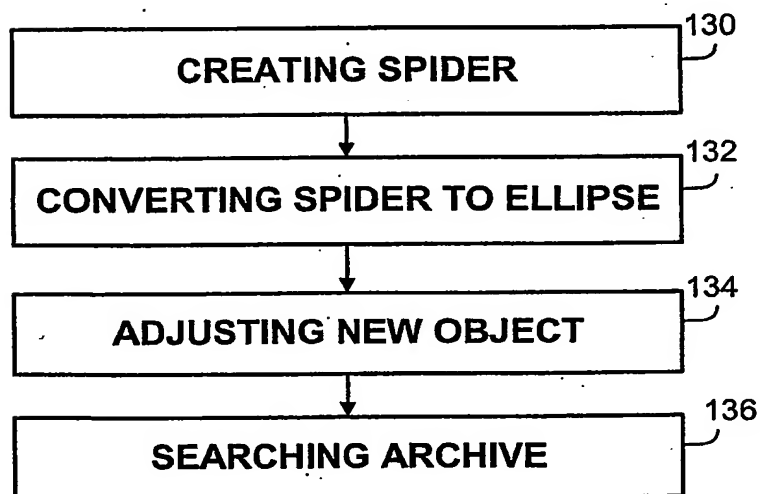 130
CREATING SPIDER
132
CONVERTING SPIDER TO ELLIPSE
134
ADJUSTING NEW OBJECT
136
SEARCHING ARCHIVE